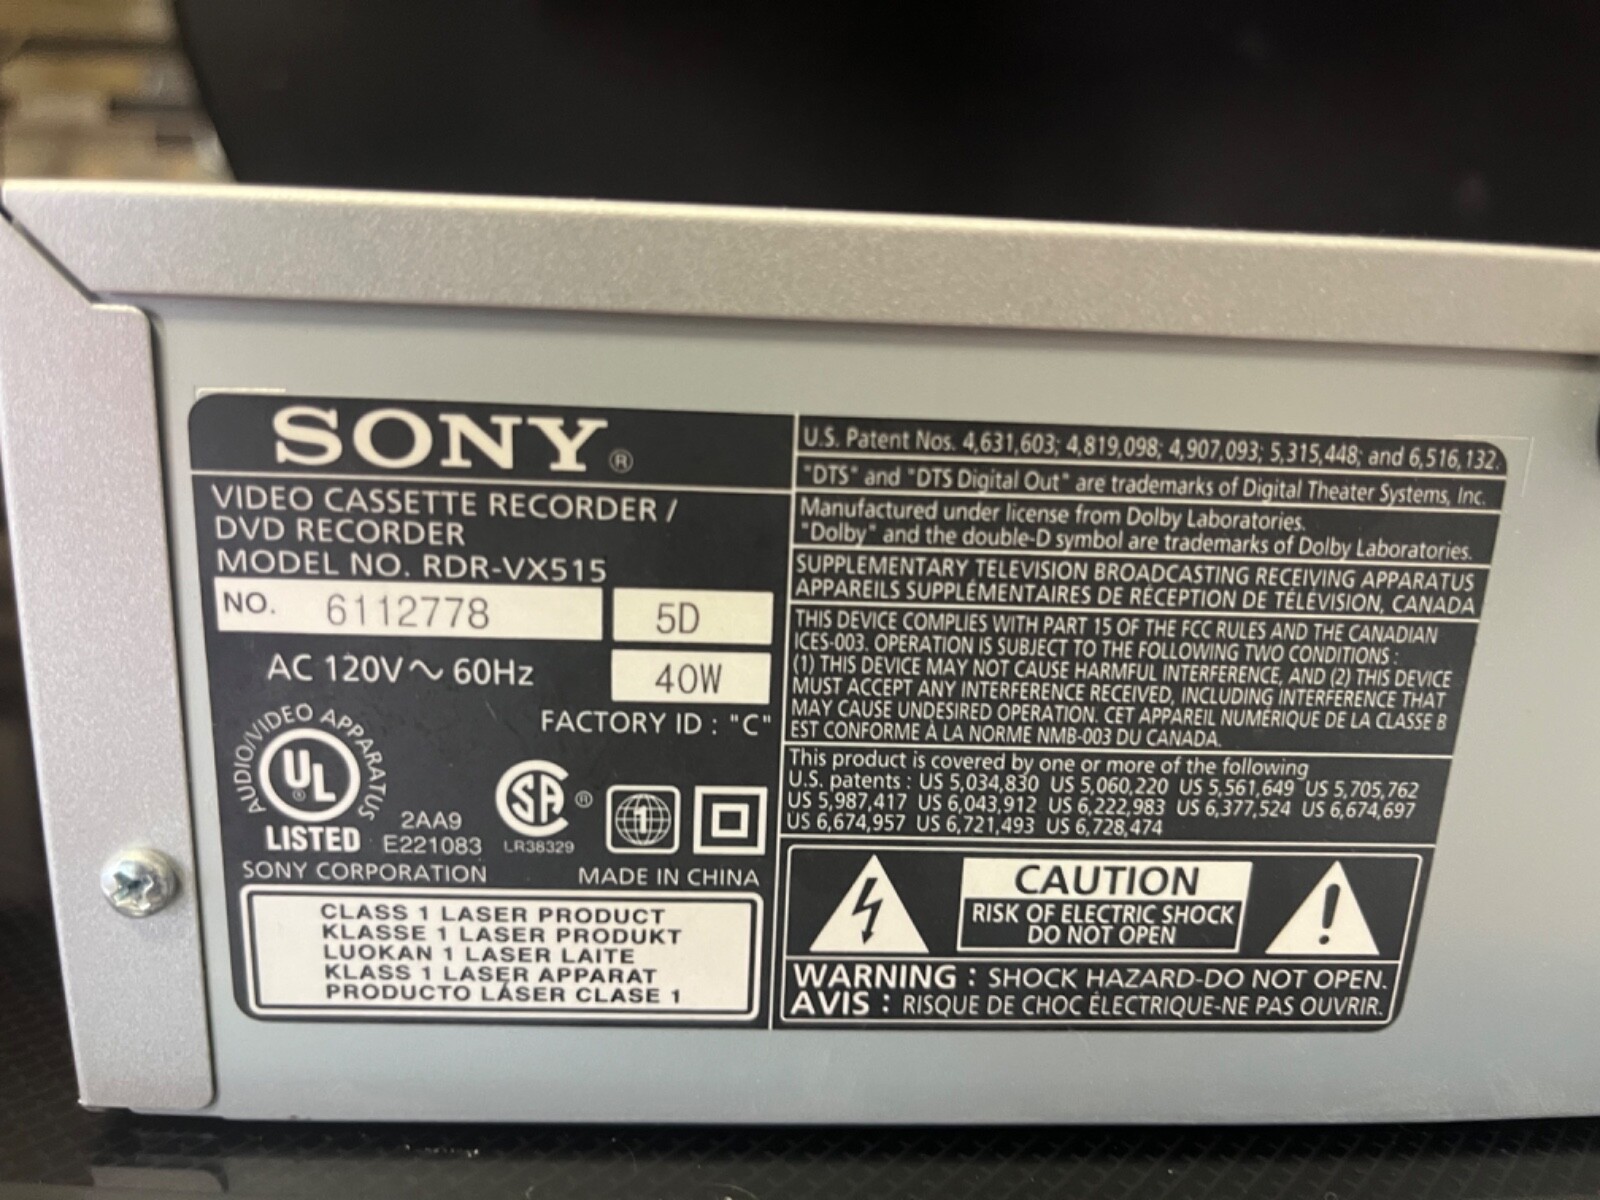 SONY®
VIDEO CASSETTE RECORDER /
DVD RECORDER
MODEL NO. RDR-VX515
NO. 6112778 5D
AC 120V~60Hz 40W
FACTORY ID : "C"
AUDIO/VIDEO APPARATUS
UL®
LISTED
2AA9
E221083
SA®
LR38329
1
SONY CORPORATION MADE IN CHINA
CLASS 1 LASER PRODUCT
KLASSE 1 LASER PRODUKT
LUOKAN 1 LASER LAITE
KLASS 1 LASER APPARAT
PRODUCTO LÁSER CLASE 1
U.S. Patent Nos. 4,631,603; 4,819,098; 4,907,093; 5,315,448; and 6,516,132.
"DTS" and "DTS Digital Out" are trademarks of Digital Theater Systems, Inc.
Manufactured under license from Dolby Laboratories.
"Dolby" and the double-D symbol are trademarks of Dolby Laboratories.
SUPPLEMENTARY TELEVISION BROADCASTING RECEIVING APPARATUS
APPAREILS SUPPLÉMENTAIRES DE RÉCEPTION DE TÉLÉVISION, CANADA
THIS DEVICE COMPLIES WITH PART 15 OF THE FCC RULES AND THE CANADIAN
ICES-003. OPERATION IS SUBJECT TO THE FOLLOWING TWO CONDITIONS :
(1) THIS DEVICE MAY NOT CAUSE HARMFUL INTERFERENCE, AND (2) THIS DEVICE
MUST ACCEPT ANY INTERFERENCE RECEIVED, INCLUDING INTERFERENCE THAT
MAY CAUSE UNDESIRED OPERATION. CET APPAREIL NUMÉRIQUE DE LA CLASSE B
EST CONFORME À LA NORME NMB-003 DU CANADA.
This product is covered by one or more of the following
U.S. patents : US 5,034,830 US 5,060,220 US 5,561,649 US 5,705,762
US 5,987,417 US 6,043,912 US 6,222,983 US 6,377,524 US 6,674,697
US 6,674,957 US 6,721,493 US 6,728,474
CAUTION
RISK OF ELECTRIC SHOCK
DO NOT OPEN
WARNING : SHOCK HAZARD-DO NOT OPEN.
AVIS : RISQUE DE CHOC ÉLECTRIQUE-NE PAS OUVRIR.